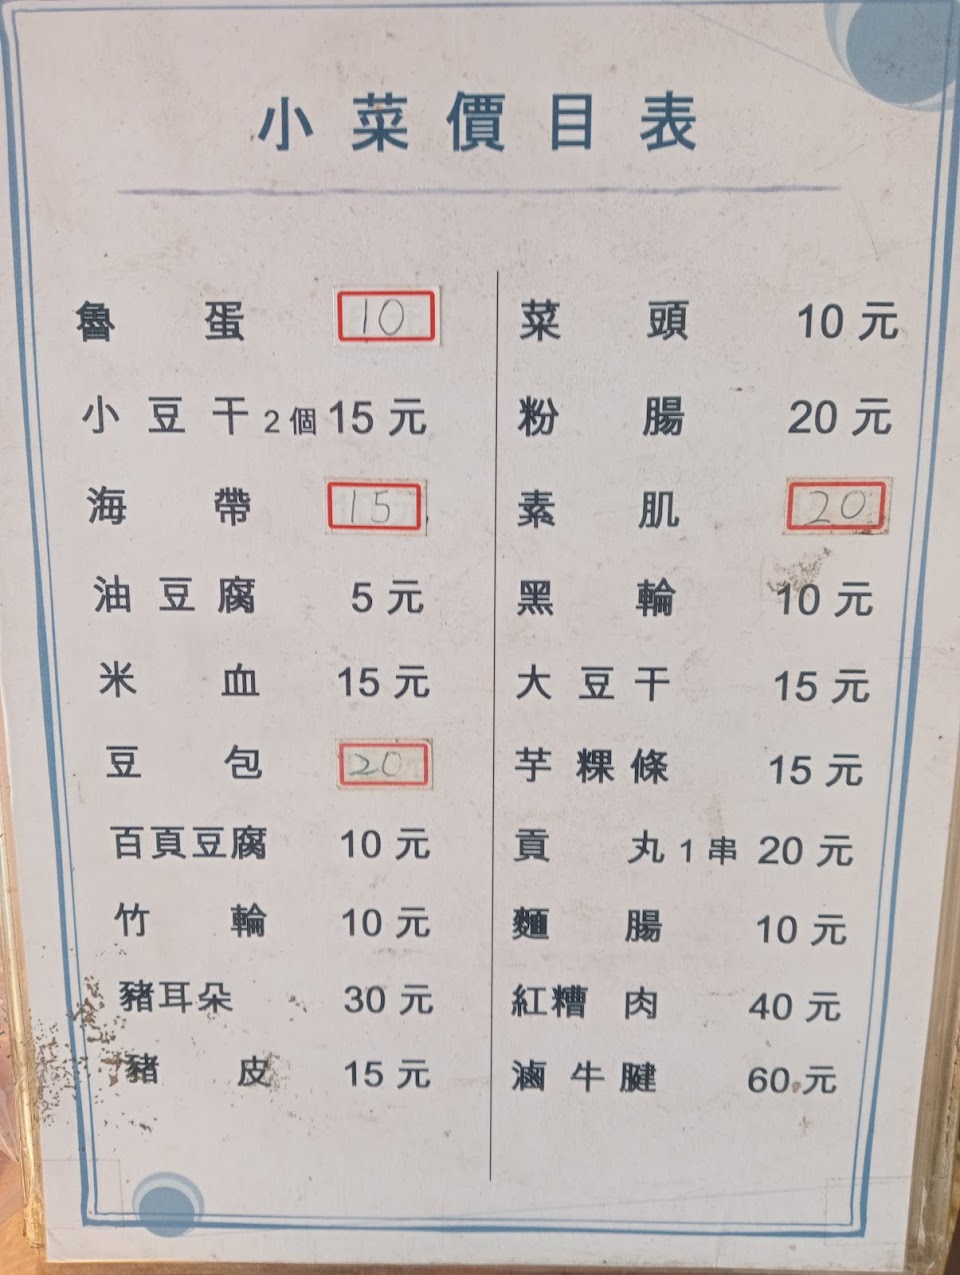 小菜價目表
魯蛋 10
小豆干2個 15元
海帶 15
油豆腐 5元
米血 15元
豆包 20
百頁豆腐 10元
竹輪 10元
豬耳朵 30元
豬皮 15元
菜頭 10元
粉腸 20元
素肌 20
黑輪 10元
大豆干 15元
芋粿條 15元
貢丸1串 20元
麵腸 10元
紅糟肉 40元
滷牛腱 60元